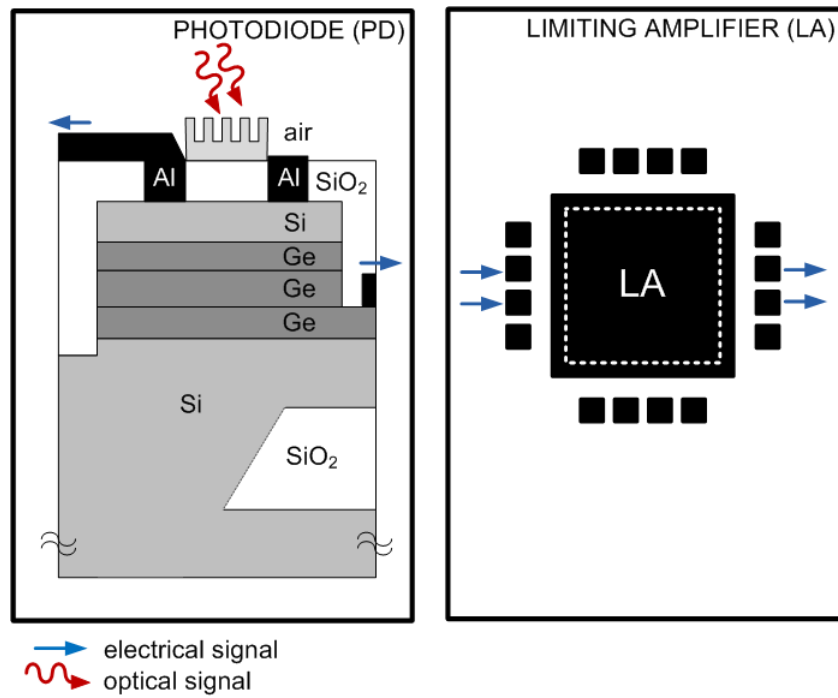 PHOTODIODE (PD)
air
Al
Al
SiO₂
Si
Ge
Ge
Ge
Si
SiO₂
LIMITING AMPLIFIER (LA)
LA
electrical signal
optical signal